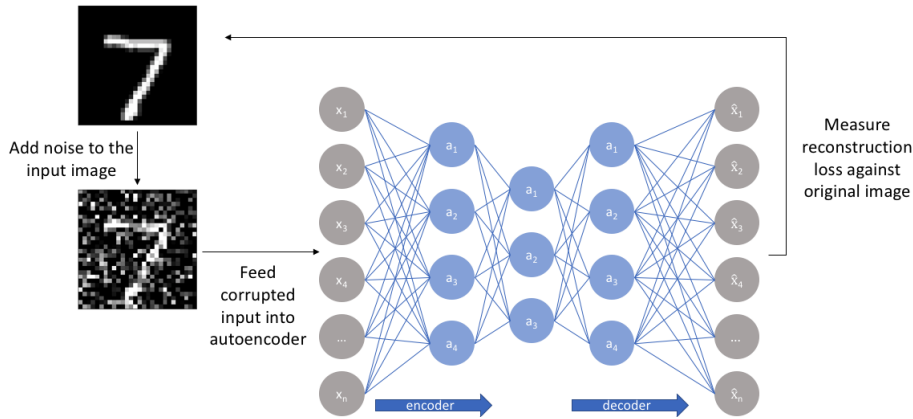 Add noise to the
input image
Feed
corrupted
input into
autoencoder
x₁
x₂
x₃
x₄
...
xₙ
a₁
a₂
a₃
a₄
a₁
a₂
a₃
a₁
a₂
a₃
a₄
x̂₁
x̂₂
x̂₃
x̂₄
...
x̂ₙ
encoder
decoder
Measure
reconstruction
loss against
original image
7
7